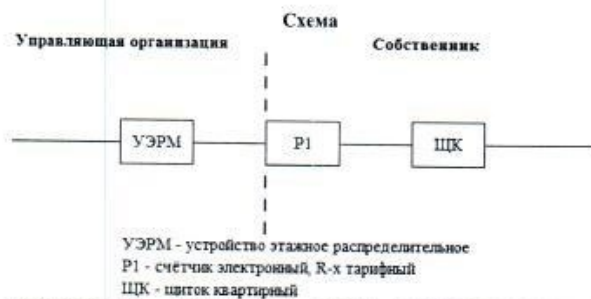 Схема
Управляющая организация Собственник
УЭРМ Р1 ЩК
УЭРМ - устройство этажное распределительное
Р1 - счётчик электронный, R-х тарифный
ЩК - щиток квартирный